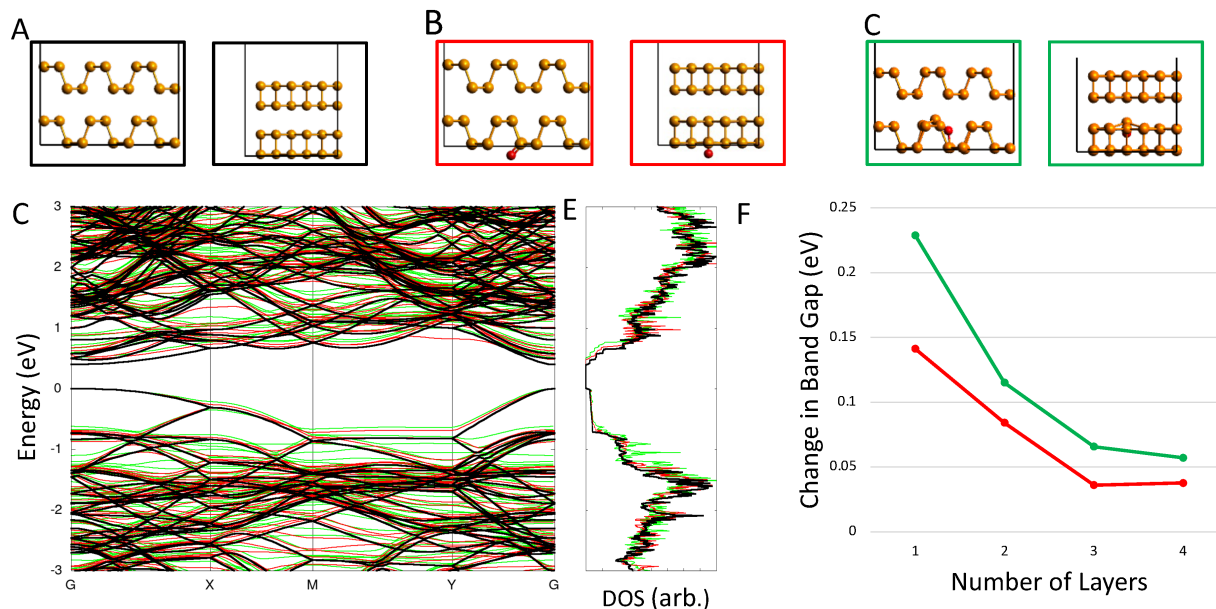 A
B
C
C
E
F
Energy (eV)
3
2
1
0
-1
-2
-3
G
X
M
Y
G
DOS (arb.)
Change in Band Gap (eV)
0.25
0.2
0.15
0.1
0.05
0
1
2
3
4
Number of Layers